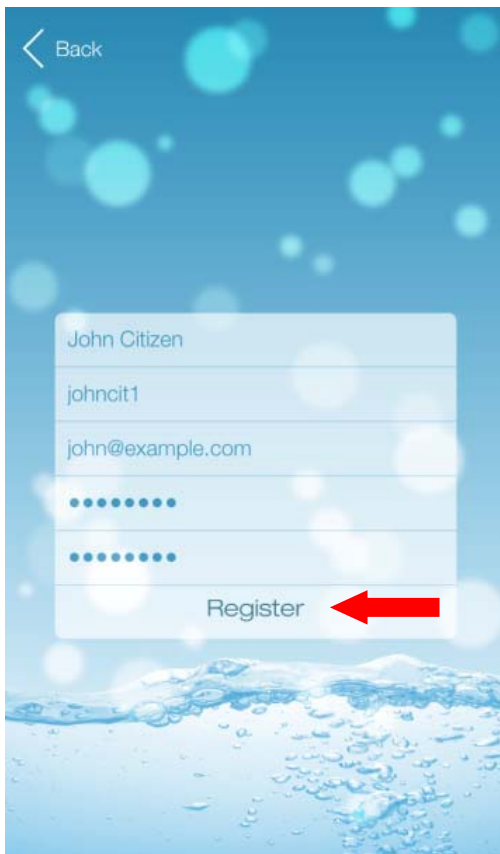 Back
John Citizen
johncit1
john@example.com
••••••••
••••••••
Register